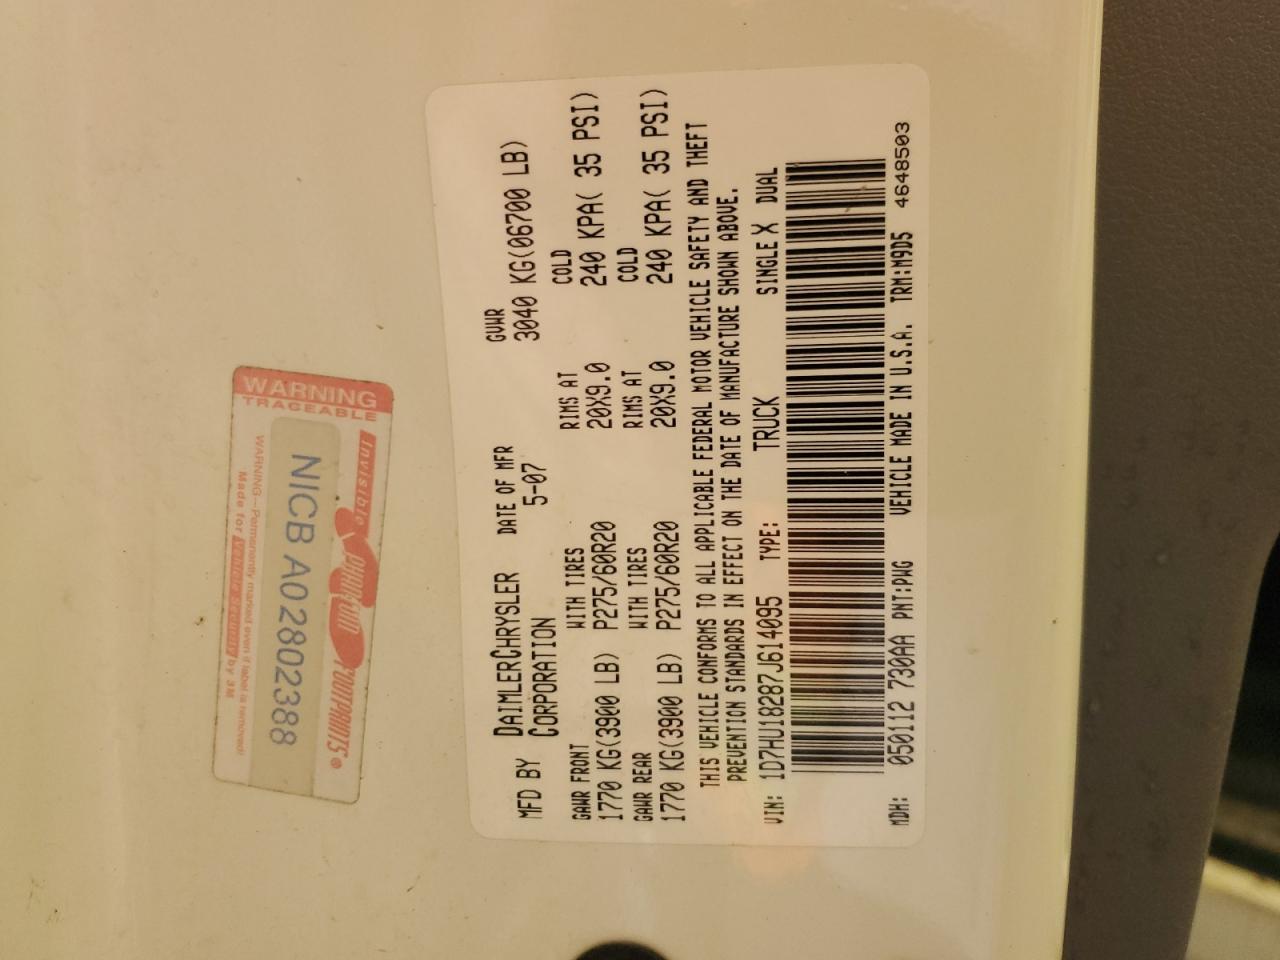 MFD BY DAIMLERCHRYSLER CORPORATION DATE OF MFR 5-07 GVWR 3040 KG(06700 LB)
GAWR FRONT WITH TIRES RIMS AT COLD
1770 KG(3900 LB) P275/60R20 20X9.0 240 KPA( 35 PSI)
GAWR REAR WITH TIRES RIMS AT COLD
1770 KG(3900 LB) P275/60R20 20X9.0 240 KPA( 35 PSI)
THIS VEHICLE CONFORMS TO ALL APPLICABLE FEDERAL MOTOR VEHICLE SAFETY AND THEFT
PREVENTION STANDARDS IN EFFECT ON THE DATE OF MANUFACTURE SHOWN ABOVE.
VIN: 1D7HU18287J614095 TYPE: TRUCK SINGLE X DUAL
MDH: 050112 730AA PNT:PWG VEHICLE MADE IN U.S.A. TRM:M9D5 4648503
WARNING
TRACEABLE
Invisible PHANTOM FOOTPRINTS®
NICB A02802388
WARNING-Permanently marked even if label is removed!
Made for Vehicle Security by 3M